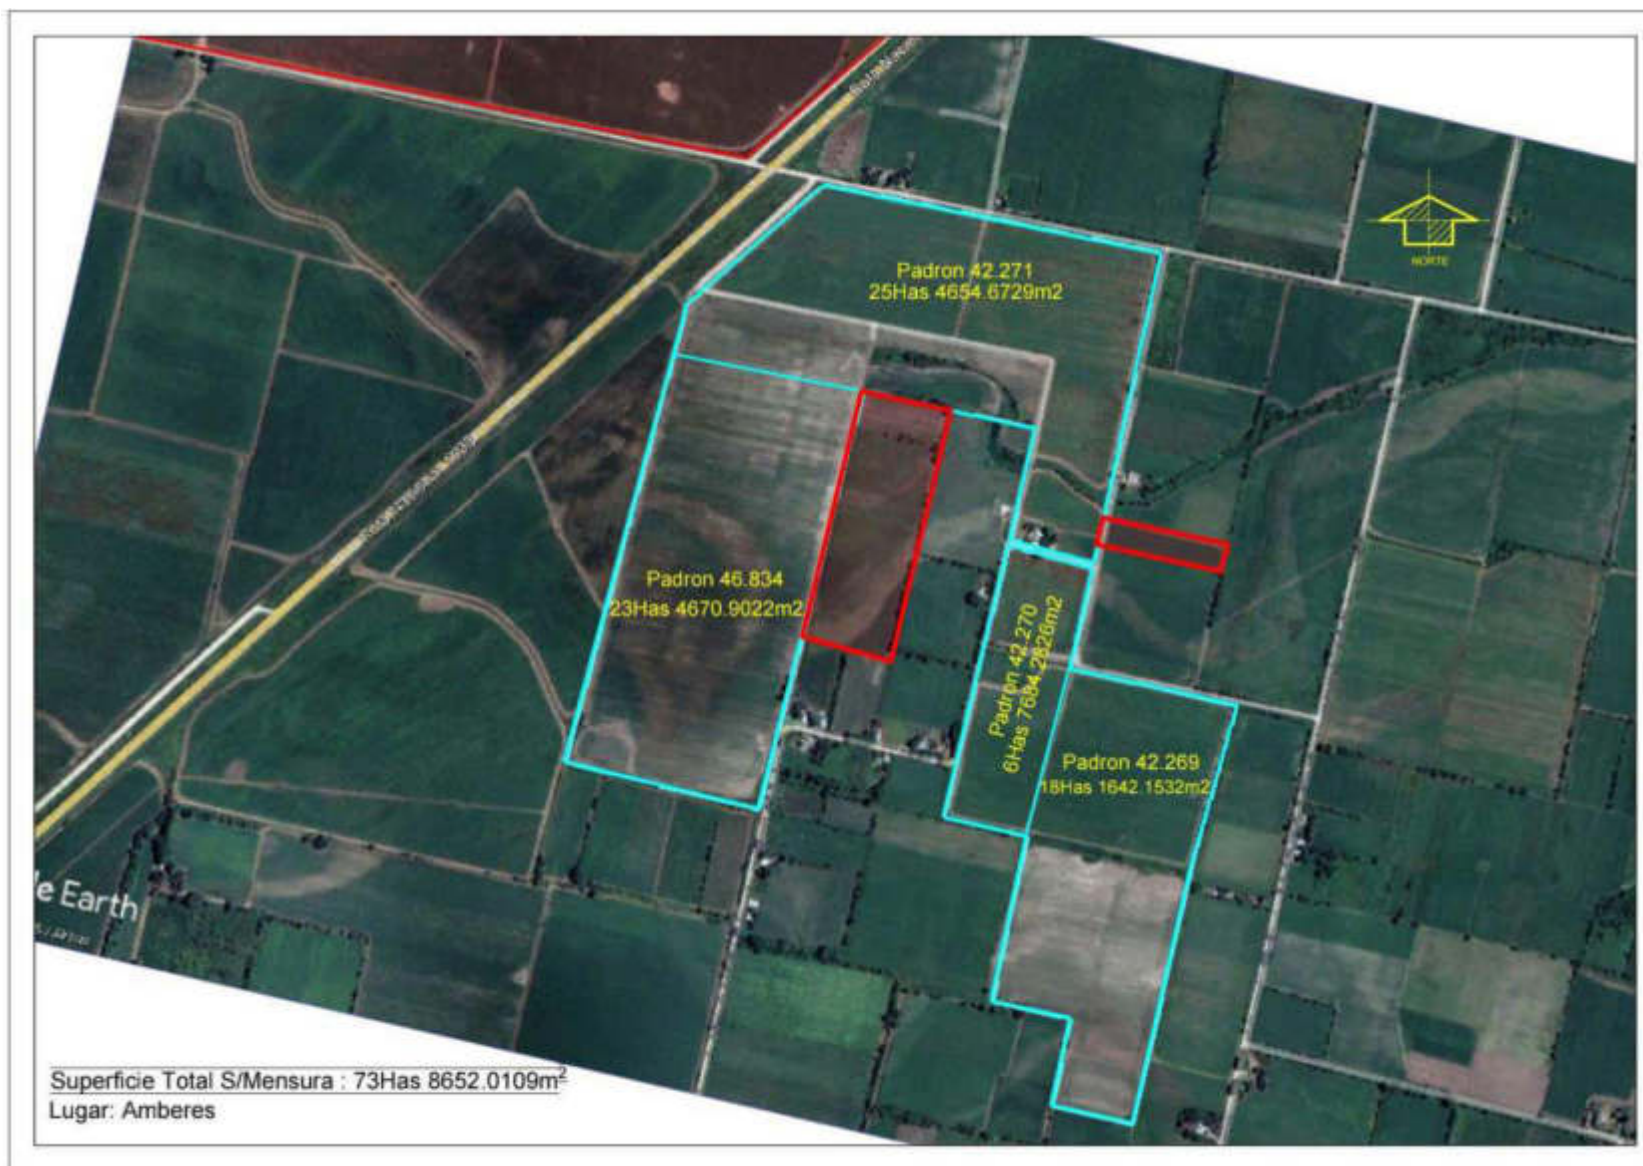 NORTE
Padron 42.271
25Has 4654.6729m2
Padron 46.834
23Has 4670.9022m2
Padron 42.270
6Has 7684.2826m2
Padron 42.269
18Has 1642.1532m2
le Earth
Superficie Total S/Mensura : 73Has 8652.0109m²
Lugar: Amberes